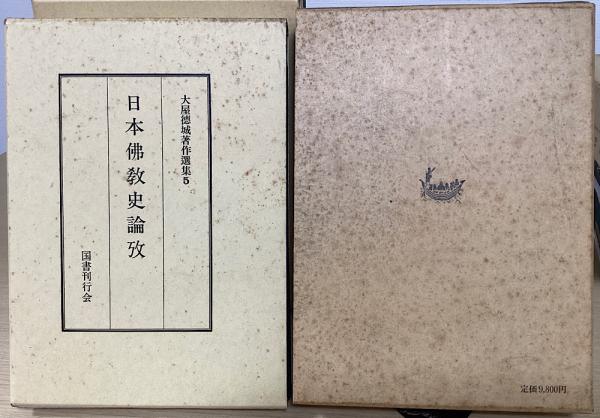 大屋徳城著作選集5
日本佛教史論攷
国書刊行会
定価9,800円